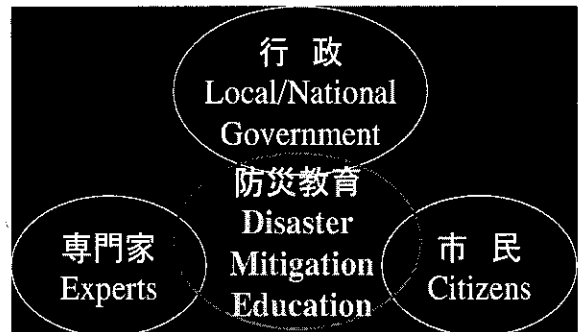 行 政
Local/National
Government
防災教育
Disaster
Mitigation
Education
専門家
Experts
市 民
Citizens